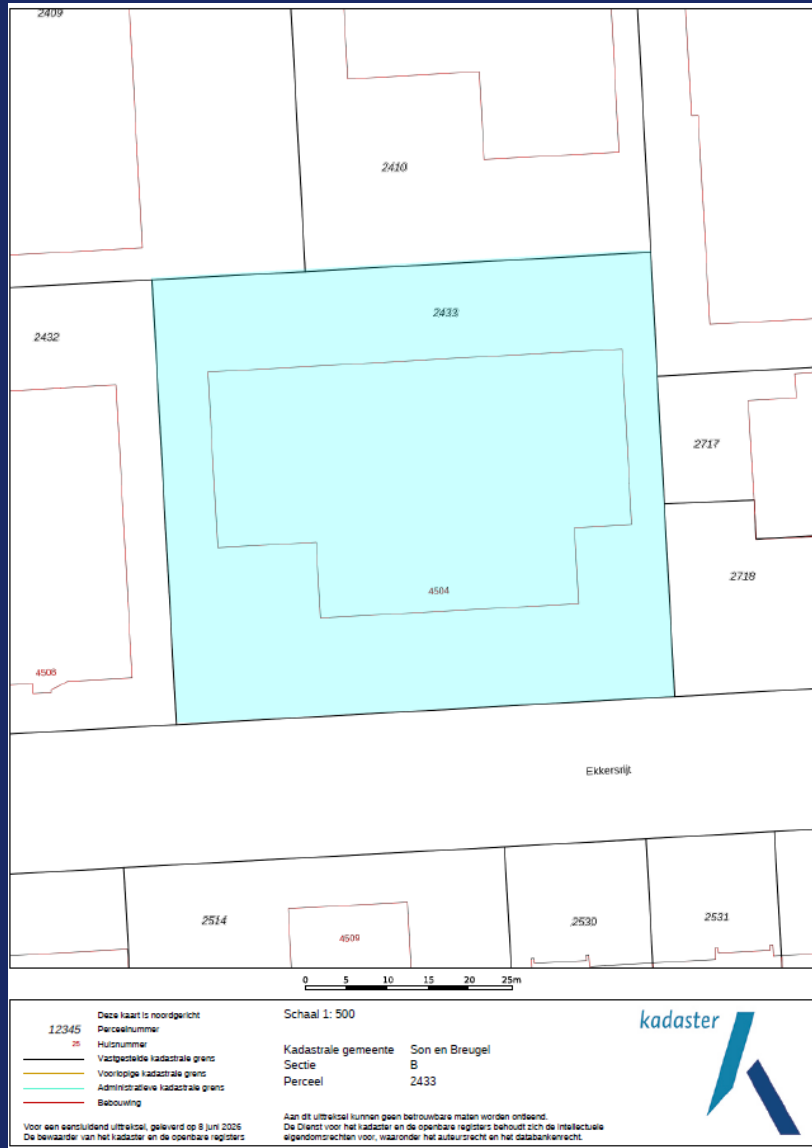 2409
2410
2433
2432
2717
2718
4504
4508
Ekkersrijt
2514
4509
2530
2531
0 5 10 15 20 25m
Deze kaart is noordgericht
12345 Perceelnummer
25 Huisnummer
Vastgestelde kadastrale grens
Voorlopige kadastrale grens
Administratieve kadastrale grens
Bebouwing
Voor een eensluidend uittreksel, geleverd op 8 juni 2026
De bewaarder van het kadaster en de openbare registers
Schaal 1: 500
Kadastrale gemeente Son en Breugel
Sectie B
Perceel 2433
Aan dit uittreksel kunnen geen betrouwbare maten worden ontleend.
De Dienst voor het kadaster en de openbare registers behoudt zich de intellectuele
eigendomsrechten voor, waaronder het auteursrecht en het databankenrecht.
kadaster